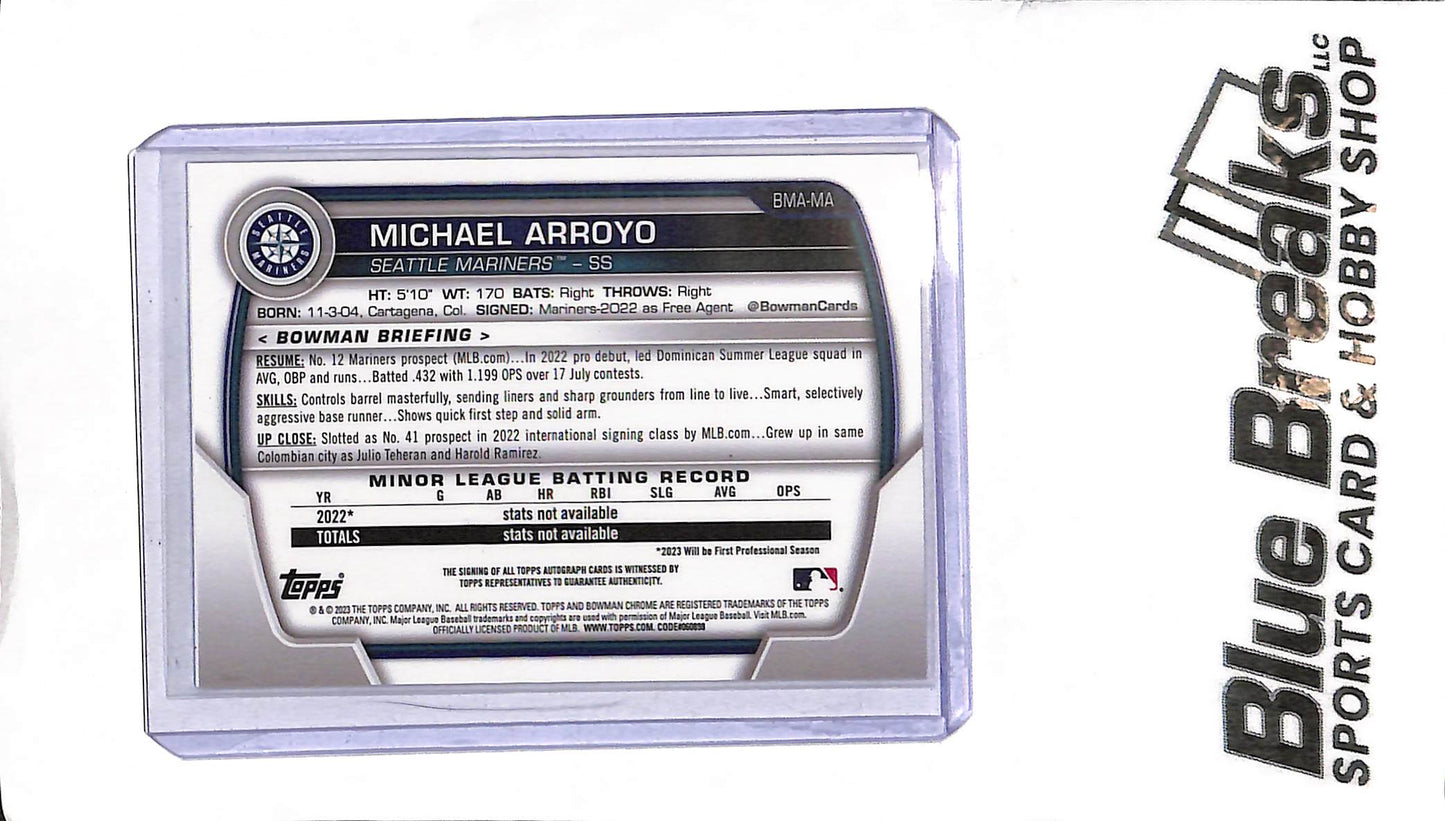 BMA-MA
SEATTLE
MARINERS
MICHAEL ARROYO
SEATTLE MARINERS™ – SS
HT: 5'10" WT: 170 BATS: Right THROWS: Right
BORN: 11-3-04, Cartagena, Col. SIGNED: Mariners-2022 as Free Agent @BowmanCards
< BOWMAN BRIEFING >
RESUME: No. 12 Mariners prospect (MLB.com)...In 2022 pro debut, led Dominican Summer League squad in
AVG, OBP and runs...Batted .432 with 1.199 OPS over 17 July contests.
SKILLS: Controls barrel masterfully, sending liners and sharp grounders from line to live...Smart, selectively
aggressive base runner...Shows quick first step and solid arm.
UP CLOSE: Slotted as No. 41 prospect in 2022 international signing class by MLB.com...Grew up in same
Colombian city as Julio Teheran and Harold Ramirez.
MINOR LEAGUE BATTING RECORD
YR G AB HR RBI SLG AVG OPS
2022* stats not available
TOTALS stats not available
*2023 Will be First Professional Season
THE SIGNING OF ALL TOPPS AUTOGRAPH CARDS IS WITNESSED BY
TOPPS REPRESENTATIVES TO GUARANTEE AUTHENTICITY.
Topps®
® & © 2023 THE TOPPS COMPANY, INC. ALL RIGHTS RESERVED. TOPPS AND BOWMAN CHROME ARE REGISTERED TRADEMARKS OF THE TOPPS
COMPANY, INC. Major League Baseball trademarks and copyrights are used with permission of Major League Baseball. Visit MLB.com.
OFFICIALLY LICENSED PRODUCT OF MLB. WWW.TOPPS.COM.
Blue Breaks LLC
SPORTS CARD & HOBBY SHOP